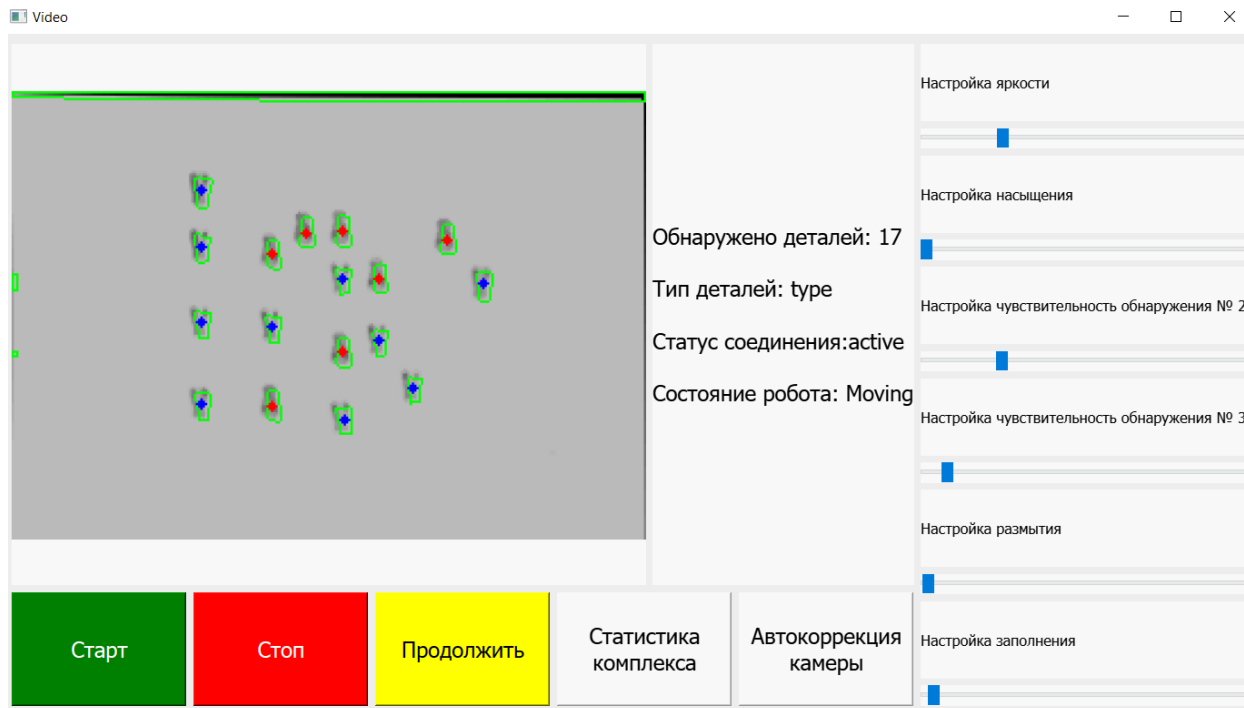 Video
Настройка яркости
Настройка насыщения
Обнаружено деталей: 17
Тип деталей: type
Настройка чувствительность обнаружения № 2
Статус соединения:active
Состояние робота: Moving
Настройка чувствительность обнаружения № 3
Настройка размытия
Старт
Стоп
Продолжить
Статистика
комплекса
Автокоррекция
камеры
Настройка заполнения